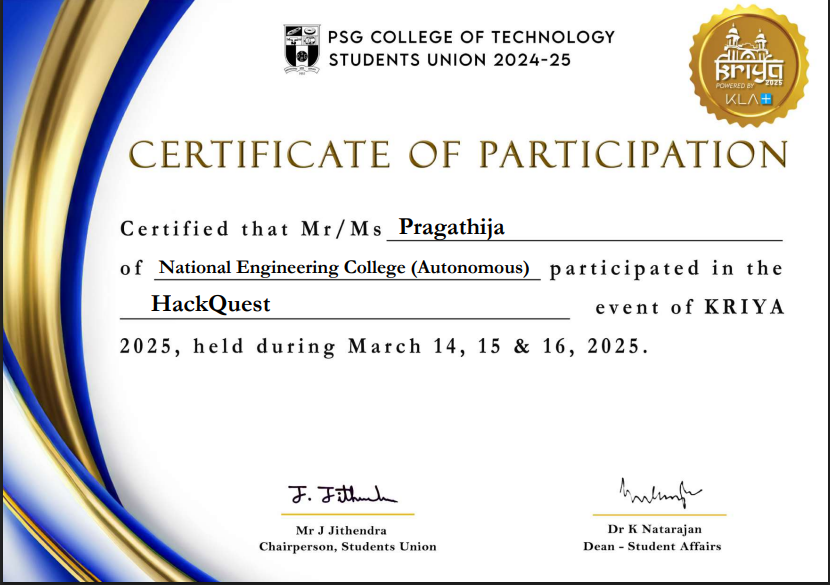 PSG COLLEGE OF TECHNOLOGY
STUDENTS UNION 2024-25
Kriya
2025
POWERED BY
KLA+
CERTIFICATE OF PARTICIPATION
Certified that Mr/Ms Pragathija
of National Engineering College (Autonomous) participated in the
HackQuest event of KRIYA
2025, held during March 14, 15 & 16, 2025.
J. Jithendra
Mr J Jithendra
Chairperson, Students Union
Dr K Natarajan
Dean - Student Affairs